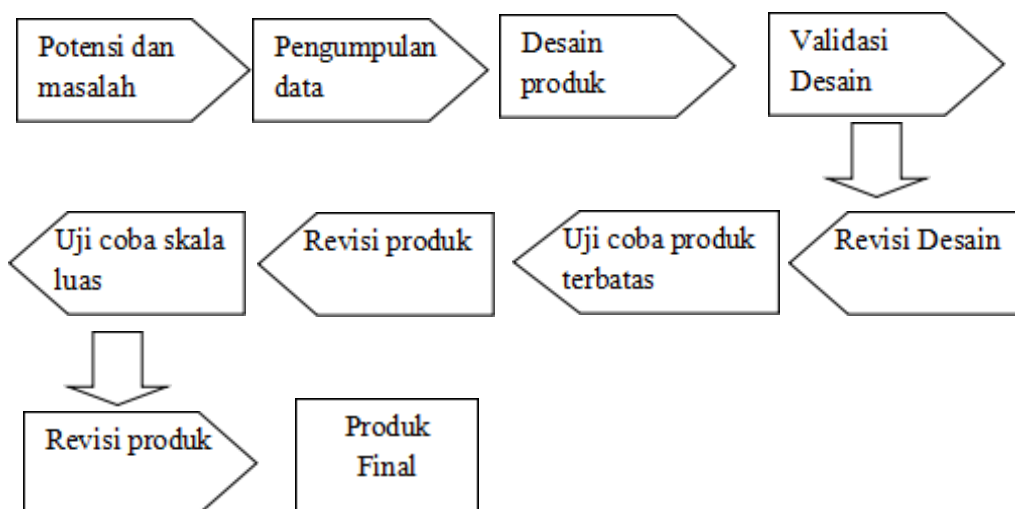 Potensi dan
masalah
Pengumpulan
data
Desain
produk
Validasi
Desain
Revisi Desain
Uji coba produk
terbatas
Revisi produk
Uji coba skala
luas
Revisi produk
Produk
Final